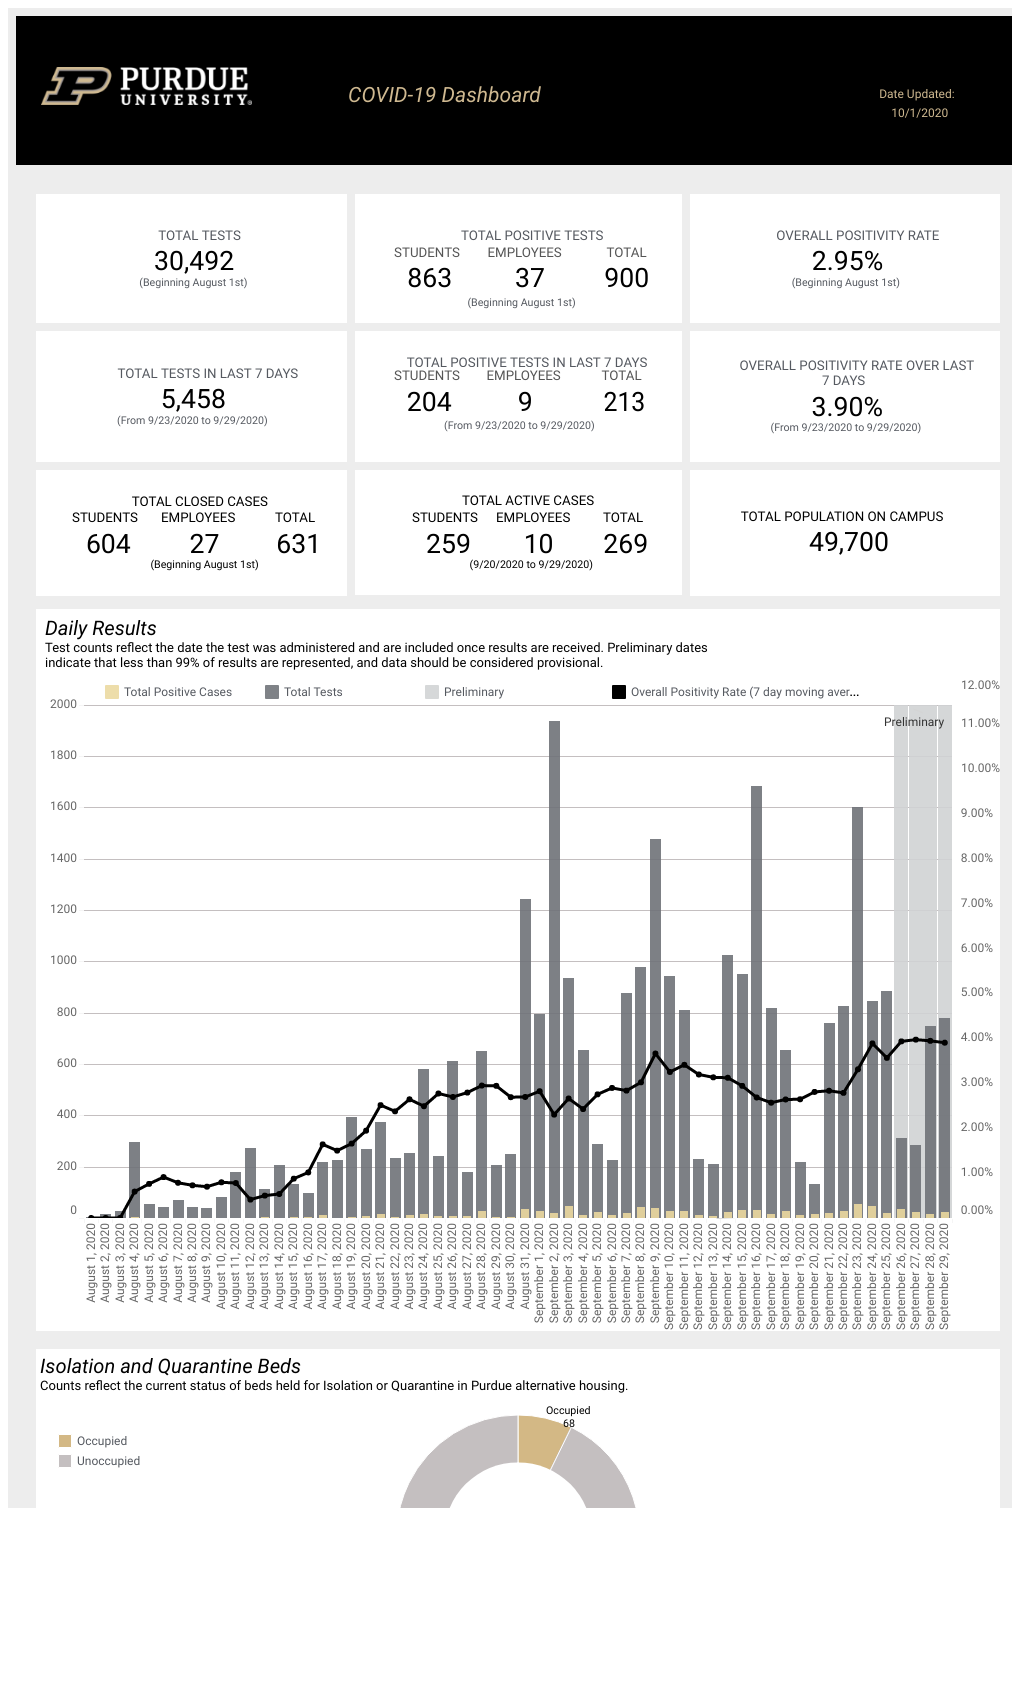 PURDUE
UNIVERSITY®
COVID-19 Dashboard
Date Updated:
10/1/2020
TOTAL TESTS
30,492
(Beginning August 1st)
TOTAL POSITIVE TESTS
STUDENTS EMPLOYEES TOTAL
863 37 900
(Beginning August 1st)
OVERALL POSITIVITY RATE
2.95%
(Beginning August 1st)
TOTAL TESTS IN LAST 7 DAYS
5,458
(From 9/23/2020 to 9/29/2020)
TOTAL POSITIVE TESTS IN LAST 7 DAYS
STUDENTS EMPLOYEES TOTAL
204 9 213
(From 9/23/2020 to 9/29/2020)
OVERALL POSITIVITY RATE OVER LAST
7 DAYS
3.90%
(From 9/23/2020 to 9/29/2020)
TOTAL CLOSED CASES
STUDENTS EMPLOYEES TOTAL
604 27 631
(Beginning August 1st)
TOTAL ACTIVE CASES
STUDENTS EMPLOYEES TOTAL
259 10 269
(9/20/2020 to 9/29/2020)
TOTAL POPULATION ON CAMPUS
49,700
Daily Results
Test counts reflect the date the test was administered and are included once results are received. Preliminary dates
indicate that less than 99% of results are represented, and data should be considered provisional.
Total Positive Cases Total Tests Preliminary Overall Positivity Rate (7 day moving aver...
2000
1800
1600
1400
1200
1000
800
600
400
200
0
Preliminary
12.00%
11.00%
10.00%
9.00%
8.00%
7.00%
6.00%
5.00%
4.00%
3.00%
2.00%
1.00%
0.00%
August 1, 2020
August 2, 2020
August 3, 2020
August 4, 2020
August 5, 2020
August 6, 2020
August 7, 2020
August 8, 2020
August 9, 2020
August 10, 2020
August 11, 2020
August 12, 2020
August 13, 2020
August 14, 2020
August 15, 2020
August 16, 2020
August 17, 2020
August 18, 2020
August 19, 2020
August 20, 2020
August 21, 2020
August 22, 2020
August 23, 2020
August 24, 2020
August 25, 2020
August 26, 2020
August 27, 2020
August 28, 2020
August 29, 2020
August 30, 2020
August 31, 2020
September 1, 2020
September 2, 2020
September 3, 2020
September 4, 2020
September 5, 2020
September 6, 2020
September 7, 2020
September 8, 2020
September 9, 2020
September 10, 2020
September 11, 2020
September 12, 2020
September 13, 2020
September 14, 2020
September 15, 2020
September 16, 2020
September 17, 2020
September 18, 2020
September 19, 2020
September 20, 2020
September 21, 2020
September 22, 2020
September 23, 2020
September 24, 2020
September 25, 2020
September 26, 2020
September 27, 2020
September 28, 2020
September 29, 2020
Isolation and Quarantine Beds
Counts reflect the current status of beds held for Isolation or Quarantine in Purdue alternative housing.
Occupied
Unoccupied
Occupied
68